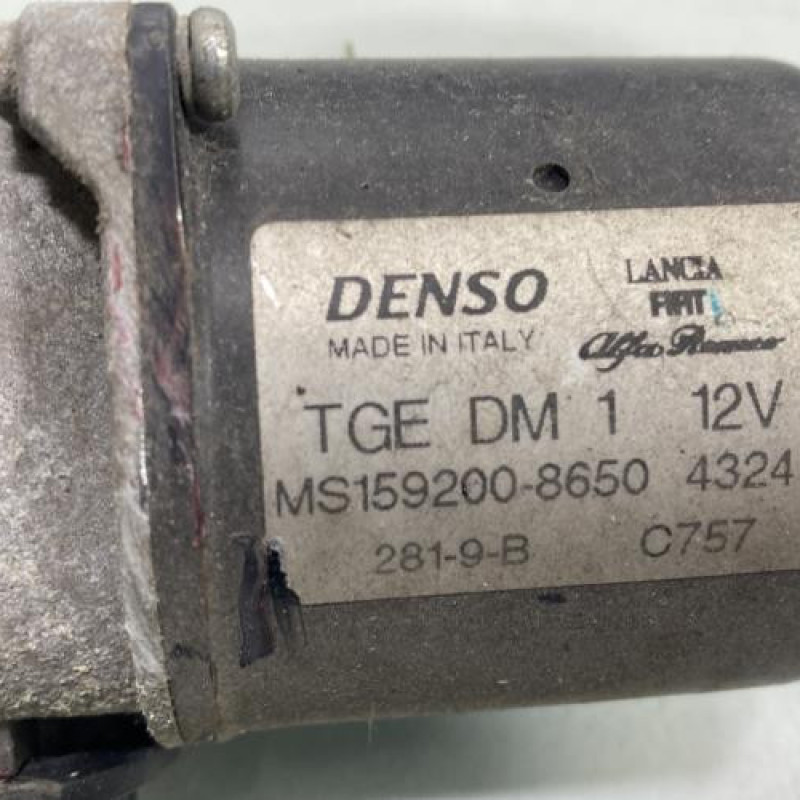 DENSO
MADE IN ITALY
LANCIA
FIAT
Alfa Romeo
TGE DM 1 12V
MS159200-8650 4324
281-9-B C757